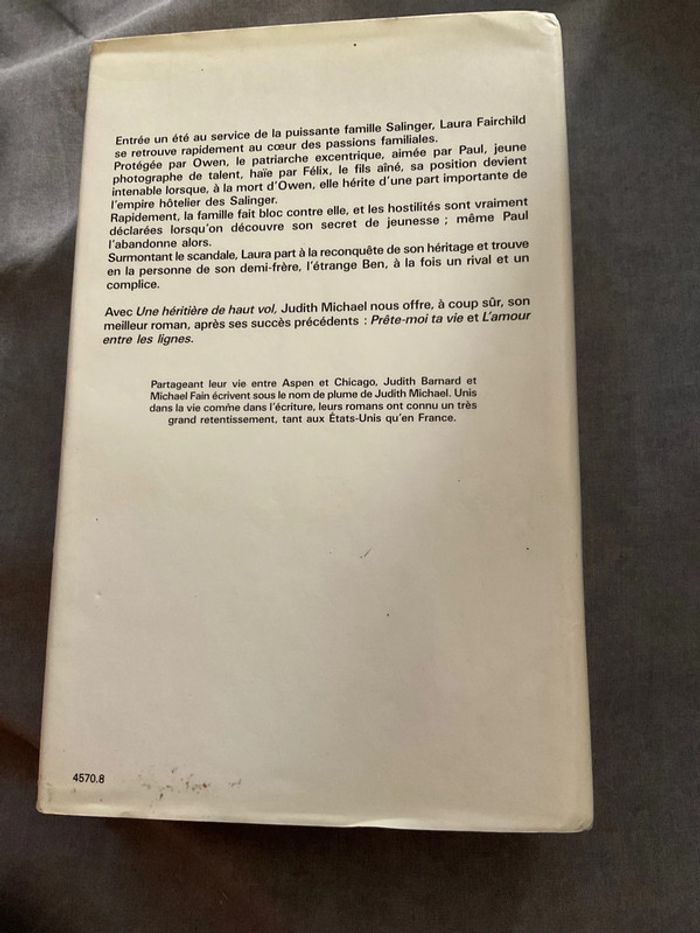 Entrée un été au service de la puissante famille Salinger, Laura Fairchild
se retrouve rapidement au cœur des passions familiales.
Protégée par Owen, le patriarche excentrique, aimée par Paul, jeune
photographe de talent, haïe par Félix, le fils aîné, sa position devient
intenable lorsque, à la mort d'Owen, elle hérite d'une part importante de
l'empire hôtelier des Salinger.
Rapidement, la famille fait bloc contre elle, et les hostilités sont vraiment
déclarées lorsqu'on découvre son secret de jeunesse ; même Paul
l'abandonne alors.
Surmontant le scandale, Laura part à la reconquête de son héritage et trouve
en la personne de son demi-frère, l'étrange Ben, à la fois un rival et un
complice.
Avec Une héritière de haut vol, Judith Michael nous offre, à coup sûr, son
meilleur roman, après ses succès précédents : Prête-moi ta vie et L'amour
entre les lignes.
Partageant leur vie entre Aspen et Chicago, Judith Barnard et
Michael Fain écrivent sous le nom de plume de Judith Michael. Unis
dans la vie comme dans l'écriture, leurs romans ont connu un très
grand retentissement, tant aux États-Unis qu'en France.
4570.8